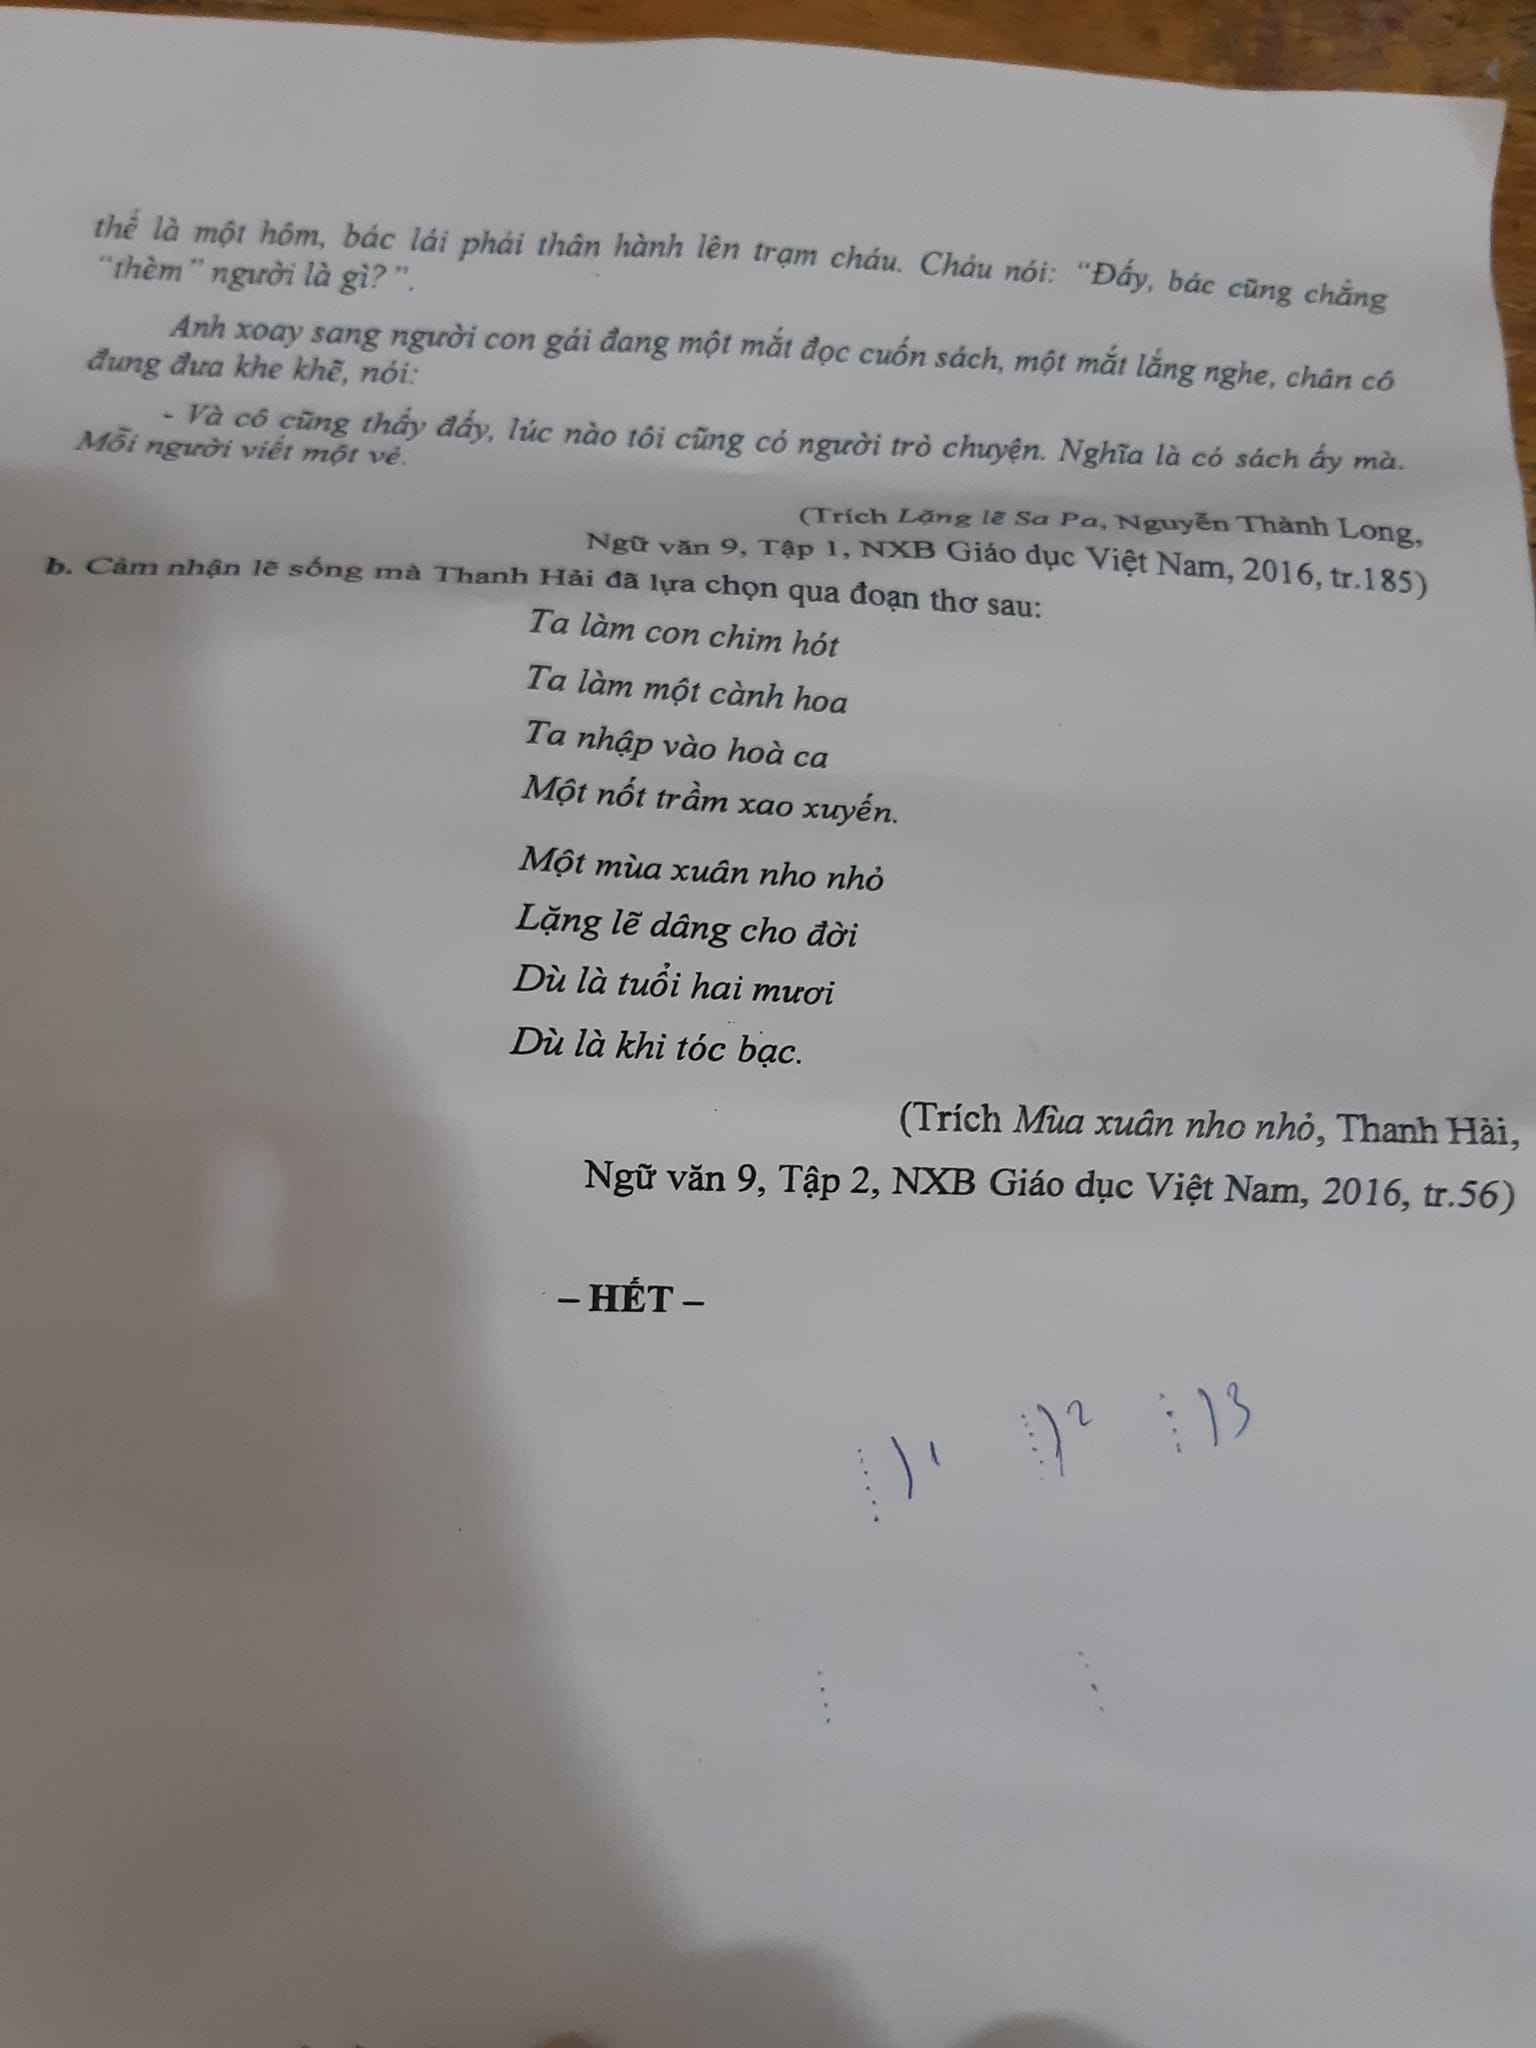 thế là một hôm, bác lái phải thân hành lên trạm cháu. Cháu nói: “Đấy, bác cũng chẳng
“thèm” người là gì?”.
Anh xoay sang người con gái đang một mắt đọc cuốn sách, một mắt lắng nghe, chân cô
đung đưa khe khẽ, nói:
- Và cô cũng thấy đấy, lúc nào tôi cũng có người trò chuyện. Nghĩa là có sách ấy mà.
Mỗi người viết một vẻ.
(Trích Lặng lẽ Sa Pa, Nguyễn Thành Long,
Ngữ văn 9, Tập 1, NXB Giáo dục Việt Nam, 2016, tr.185)
b. Cảm nhận lẽ sống mà Thanh Hải đã lựa chọn qua đoạn thơ sau:
Ta làm con chim hót
Ta làm một cành hoa
Ta nhập vào hoà ca
Một nốt trầm xao xuyến.
Một mùa xuân nho nhỏ
Lặng lẽ dâng cho đời
Dù là tuổi hai mươi
Dù là khi tóc bạc.
(Trích Mùa xuân nho nhỏ, Thanh Hải,
Ngữ văn 9, Tập 2, NXB Giáo dục Việt Nam, 2016, tr.56)
– HẾT –
) 1 ) 2 ) 3